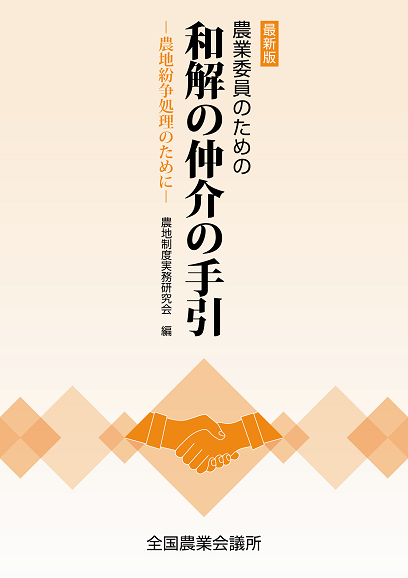 最新版
農業委員のための
和解の仲介の手引
―農地紛争処理のために―
農地制度実務研究会 編
全国農業会議所